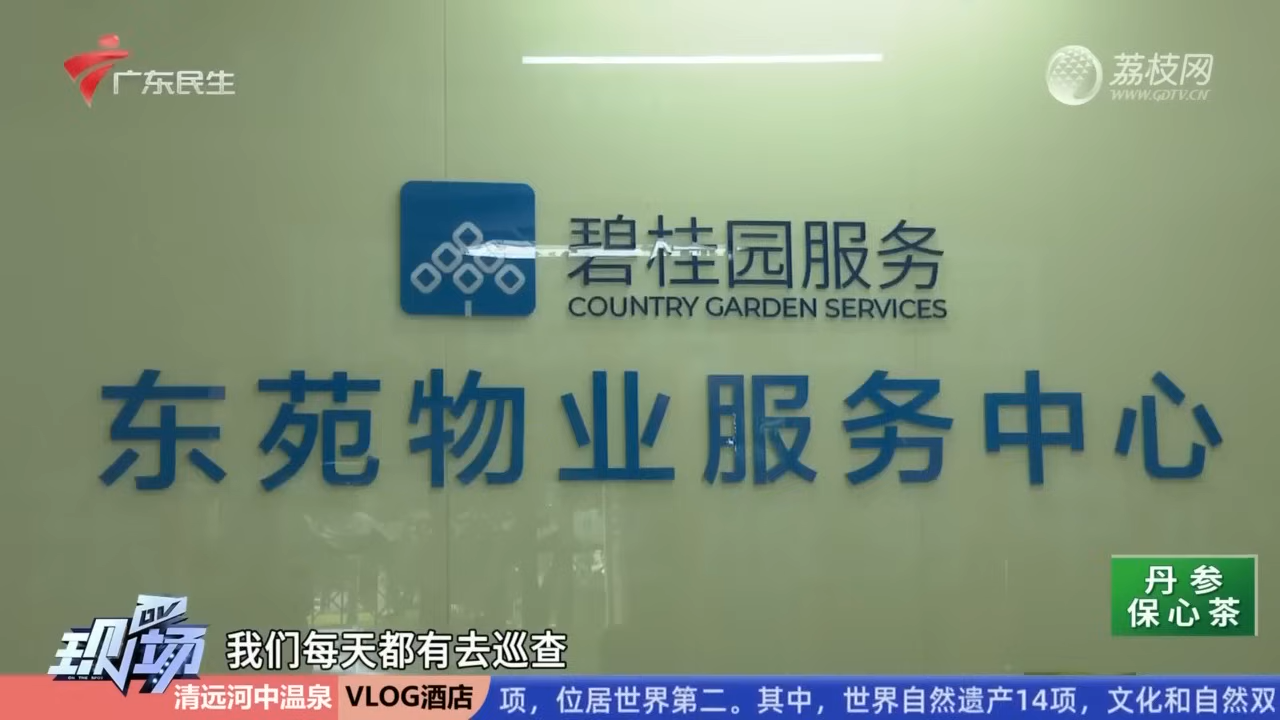 广东民生
荔枝网
WWW.GDTV.CN
碧桂园服务
COUNTRY GARDEN SERVICES
东苑物业服务中心
丹参
保心茶
DV
现场
ON THE SPOT
我们每天都有去巡查
清远河中温泉 VLOG酒店 项，位居世界第二。其中，世界自然遗产14项，文化和自然双